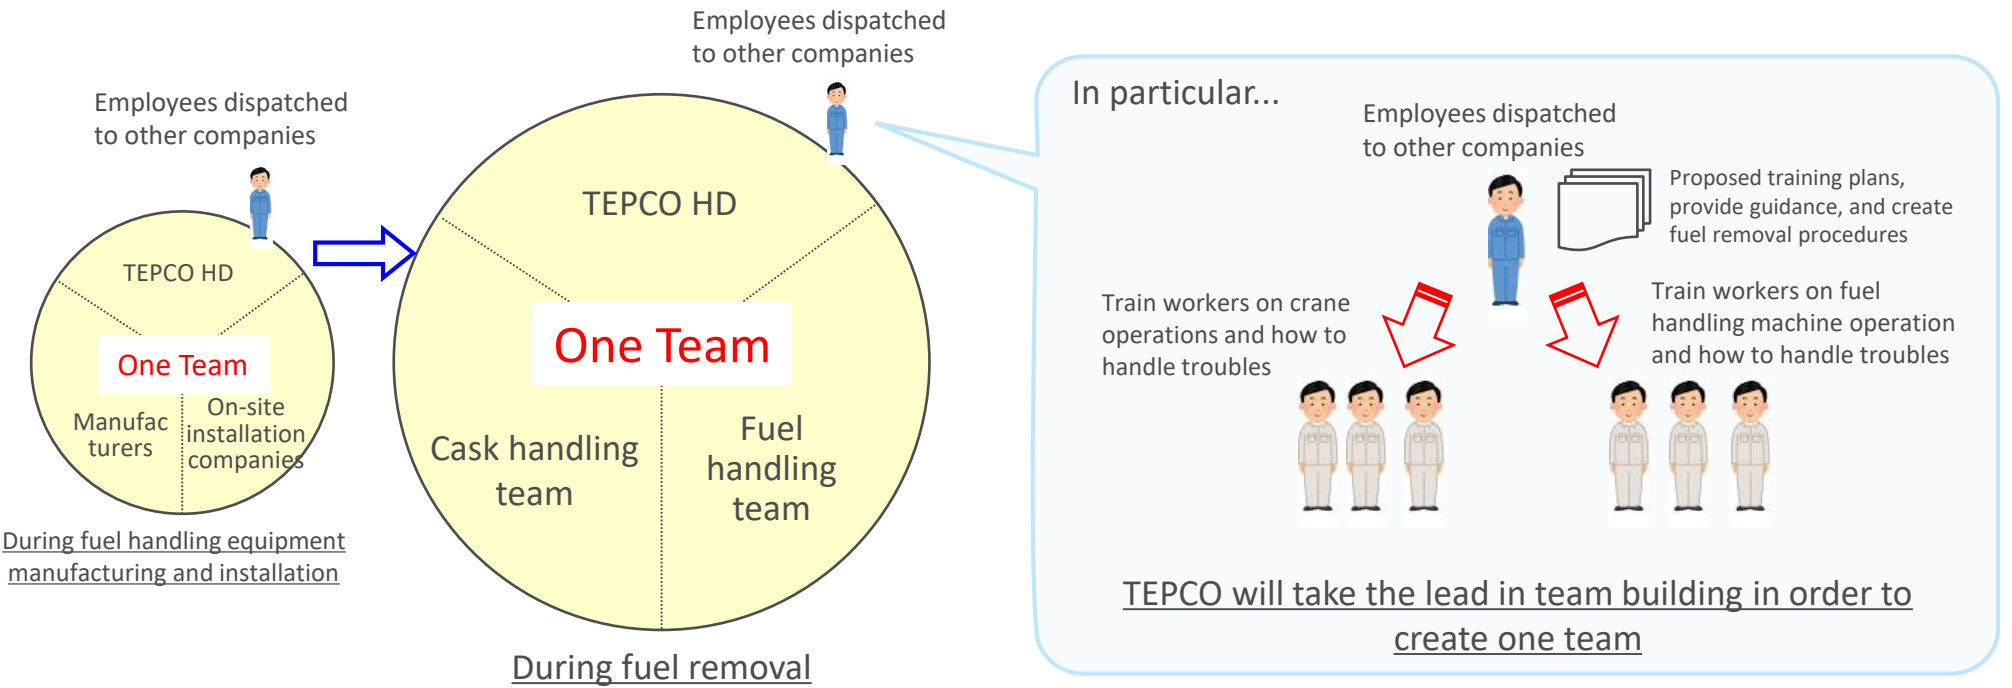 Employees dispatched
to other companies
TEPCO HD
One Team
Manufac
turers
On-site
installation
companies
During fuel handling equipment
manufacturing and installation
Employees dispatched
to other companies
TEPCO HD
One Team
Cask handling
team
Fuel
handling
team
During fuel removal
In particular...
Employees dispatched
to other companies
Proposed training plans,
provide guidance, and create
fuel removal procedures
Train workers on crane
operations and how to
handle troubles
Train workers on fuel
handling machine operation
and how to handle troubles
TEPCO will take the lead in team building in order to
create one team